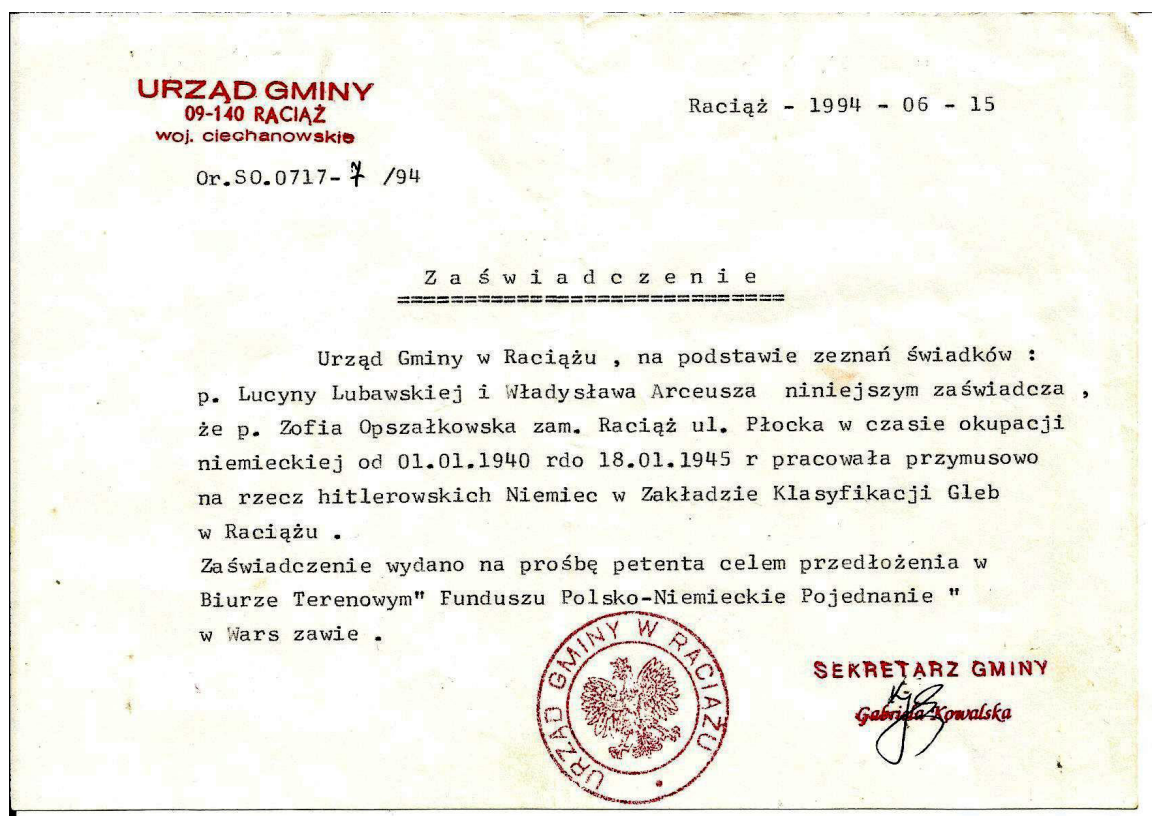 URZĄD GMINY
09-140 RACIĄŻ
woj. ciechanowskie
Raciąż - 1994 - 06 - 15
Or.SO.0717- 7 /94
Zaświadczenie
============================
Urząd Gminy w Raciążu , na podstawie zeznań świadków :
p. Lucyny Lubawskiej i Władysława Arceusza niniejszym zaświadcza ,
że p. Zofia Opszałkowska zam. Raciąż ul. Płocka w czasie okupacji
niemieckiej od 01.01.1940 rdo 18.01.1945 r pracowała przymusowo
na rzecz hitlerowskich Niemiec w Zakładzie Klasyfikacji Gleb
w Raciążu .
Zaświadczenie wydano na prośbę petenta celem przedłożenia w
Biurze Terenowym" Funduszu Polsko-Niemieckie Pojednanie "
w Wars zawie .
URZĄD GMINY W RACIĄŻU
SEKRETARZ GMINY
Gabriela Kowalska